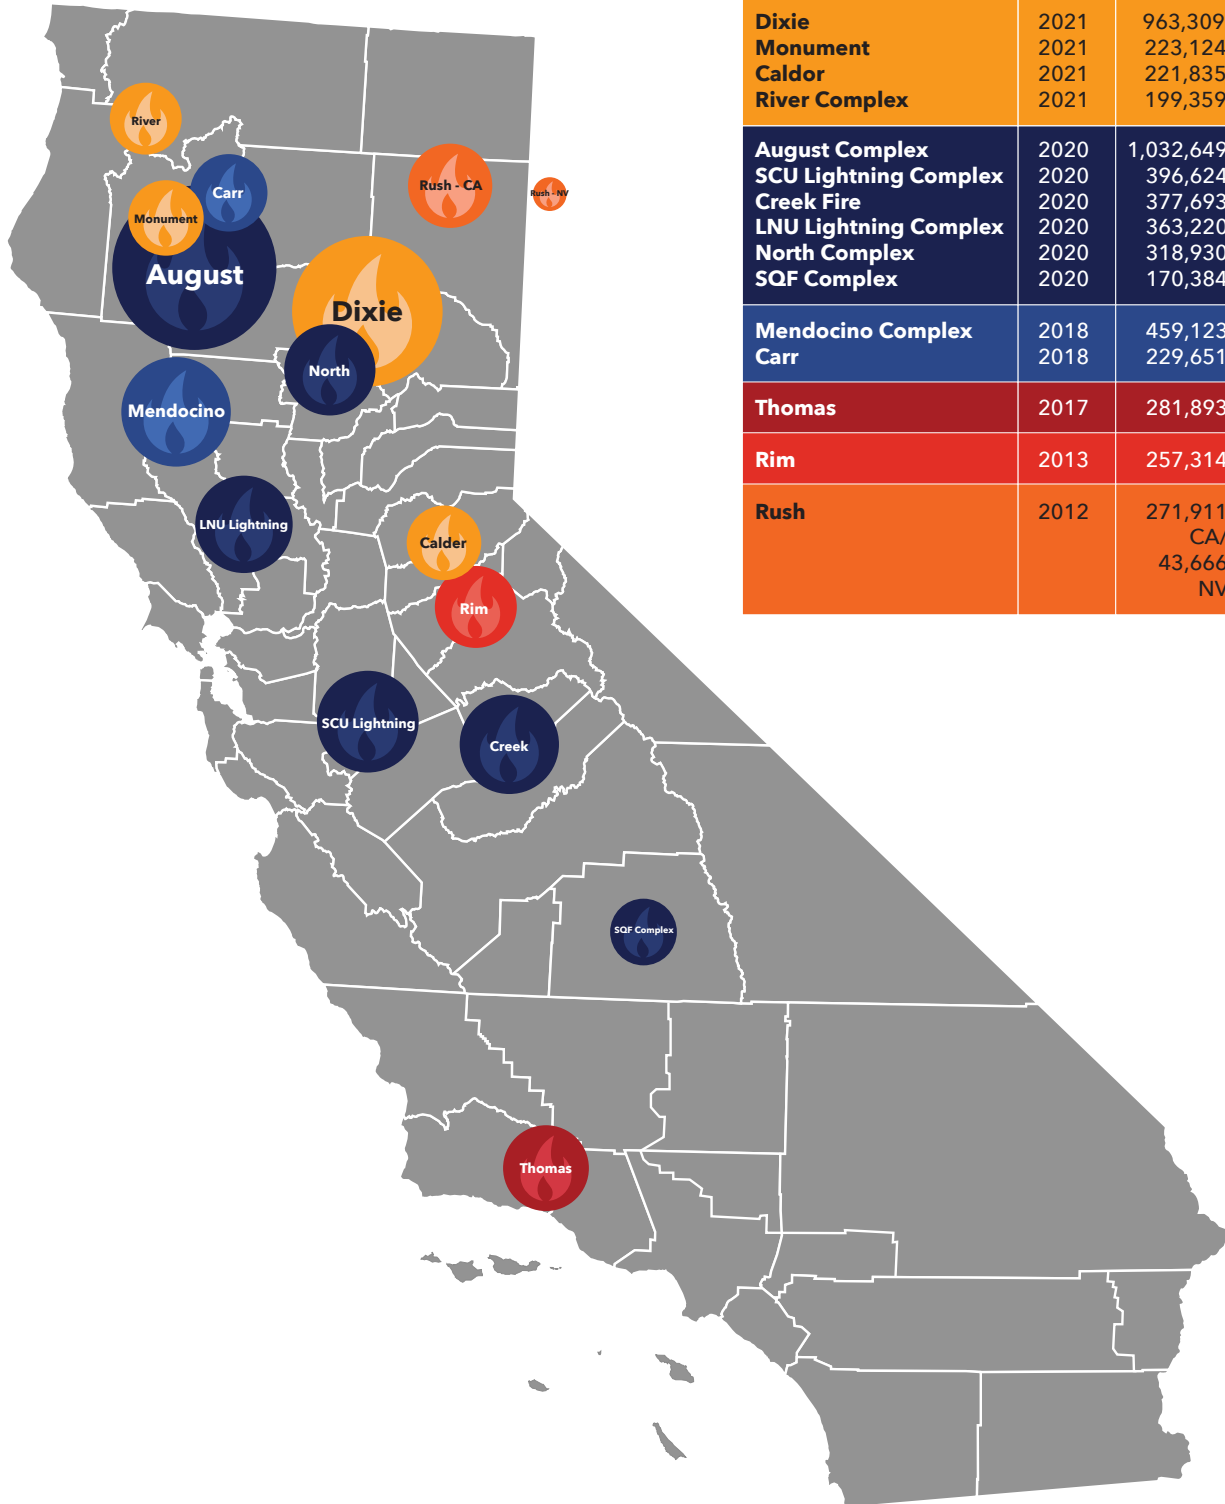 Dixie 2021 963,309
Monument 2021 223,124
Caldor 2021 221,835
River Complex 2021 199,359
August Complex 2020 1,032,649
SCU Lightning Complex 2020 396,624
Creek Fire 2020 377,693
LNU Lightning Complex 2020 363,220
North Complex 2020 318,930
SQF Complex 2020 170,384
Mendocino Complex 2018 459,123
Carr 2018 229,651
Thomas 2017 281,893
Rim 2013 257,314
Rush 2012 271,911
CA/
43,666
NV
River
Carr
Rush - CA
Rush - NV
Monument
August
Dixie
North
Mendocino
LNU Lightning
Calder
Rim
SCU Lightning
Creek
SQF Complex
Thomas